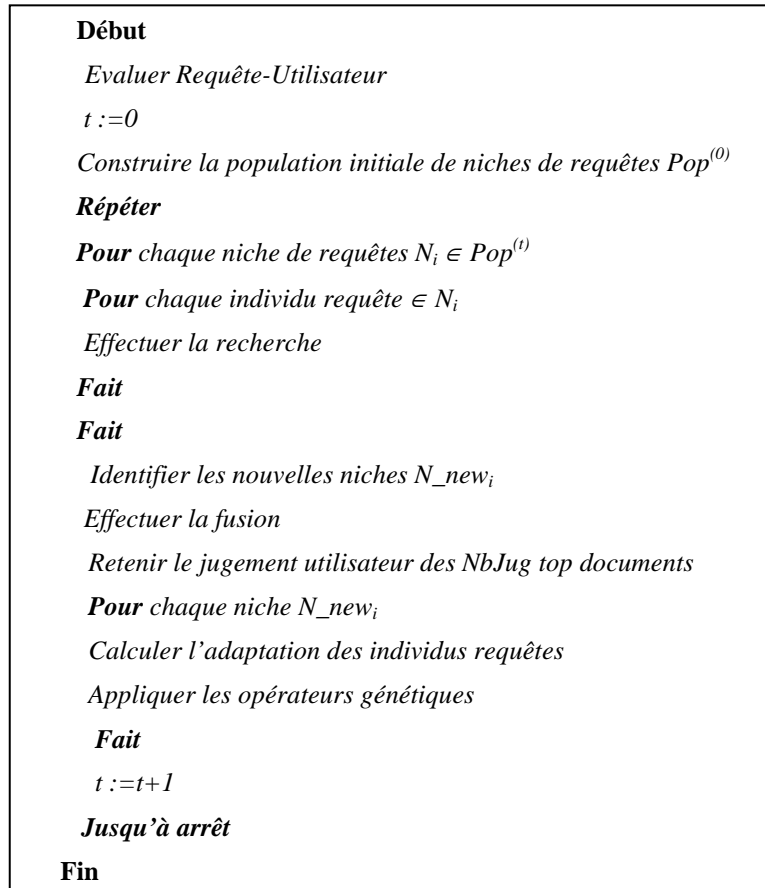 Début
Evaluer Requête-Utilisateur
t :=0
Construire la population initiale de niches de requêtes Pop⁽⁰⁾
Répéter
Pour chaque niche de requêtes Nᵢ ∈ Pop⁽ᵗ⁾
Pour chaque individu requête ∈ Nᵢ
Effectuer la recherche
Fait
Fait
Identifier les nouvelles niches N_newᵢ
Effectuer la fusion
Retenir le jugement utilisateur des NbJug top documents
Pour chaque niche N_newᵢ
Calculer l’adaptation des individus requêtes
Appliquer les opérateurs génétiques
Fait
t :=t+1
Jusqu’à arrêt
Fin